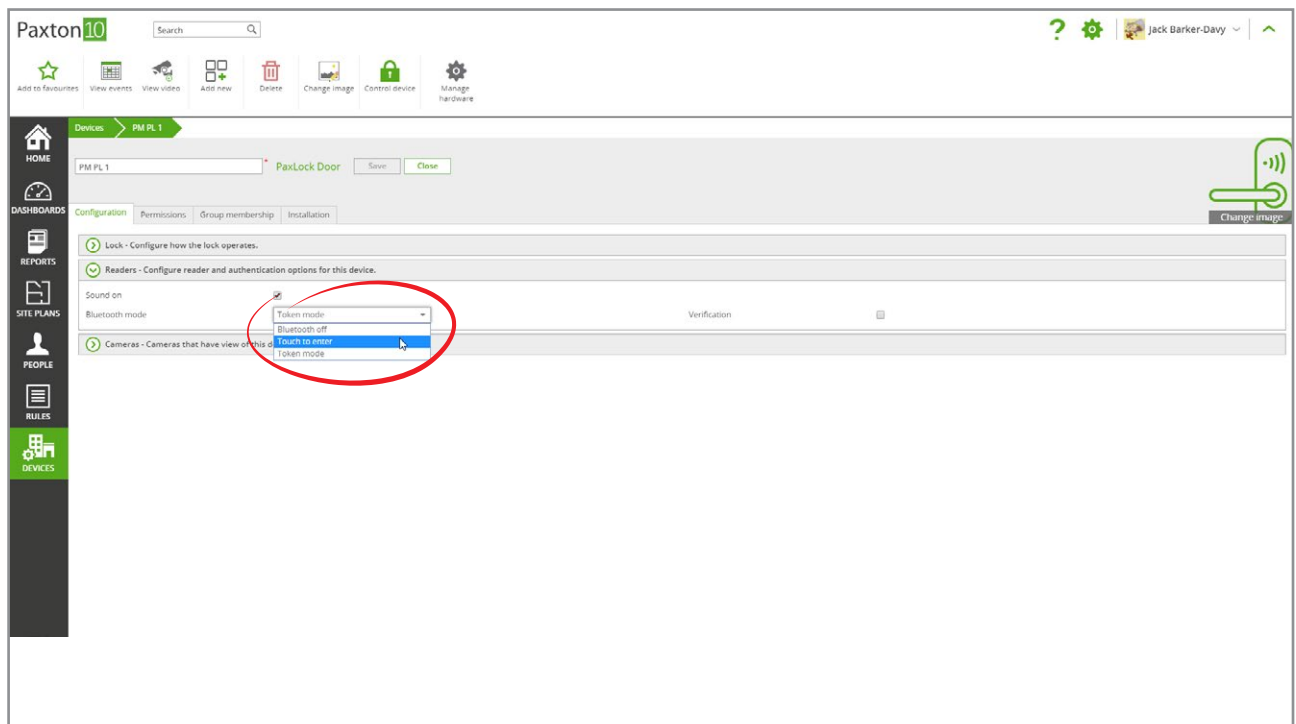 Paxton 10
Search
Jack Barker-Davy
Add to favourites View events View video Add new Delete Change image Control device Manage hardware
Devices PM PL 1
PM PL 1 * PaxLock Door Save Close
Change image
Configuration Permissions Group membership Installation
Lock - Configure how the lock operates.
Readers - Configure reader and authentication options for this device.
Sound on
Bluetooth mode Token mode Verification
Bluetooth off
Touch to enter
Token mode
Cameras - Cameras that have view of this d
HOME
DASHBOARDS
REPORTS
SITE PLANS
PEOPLE
RULES
DEVICES